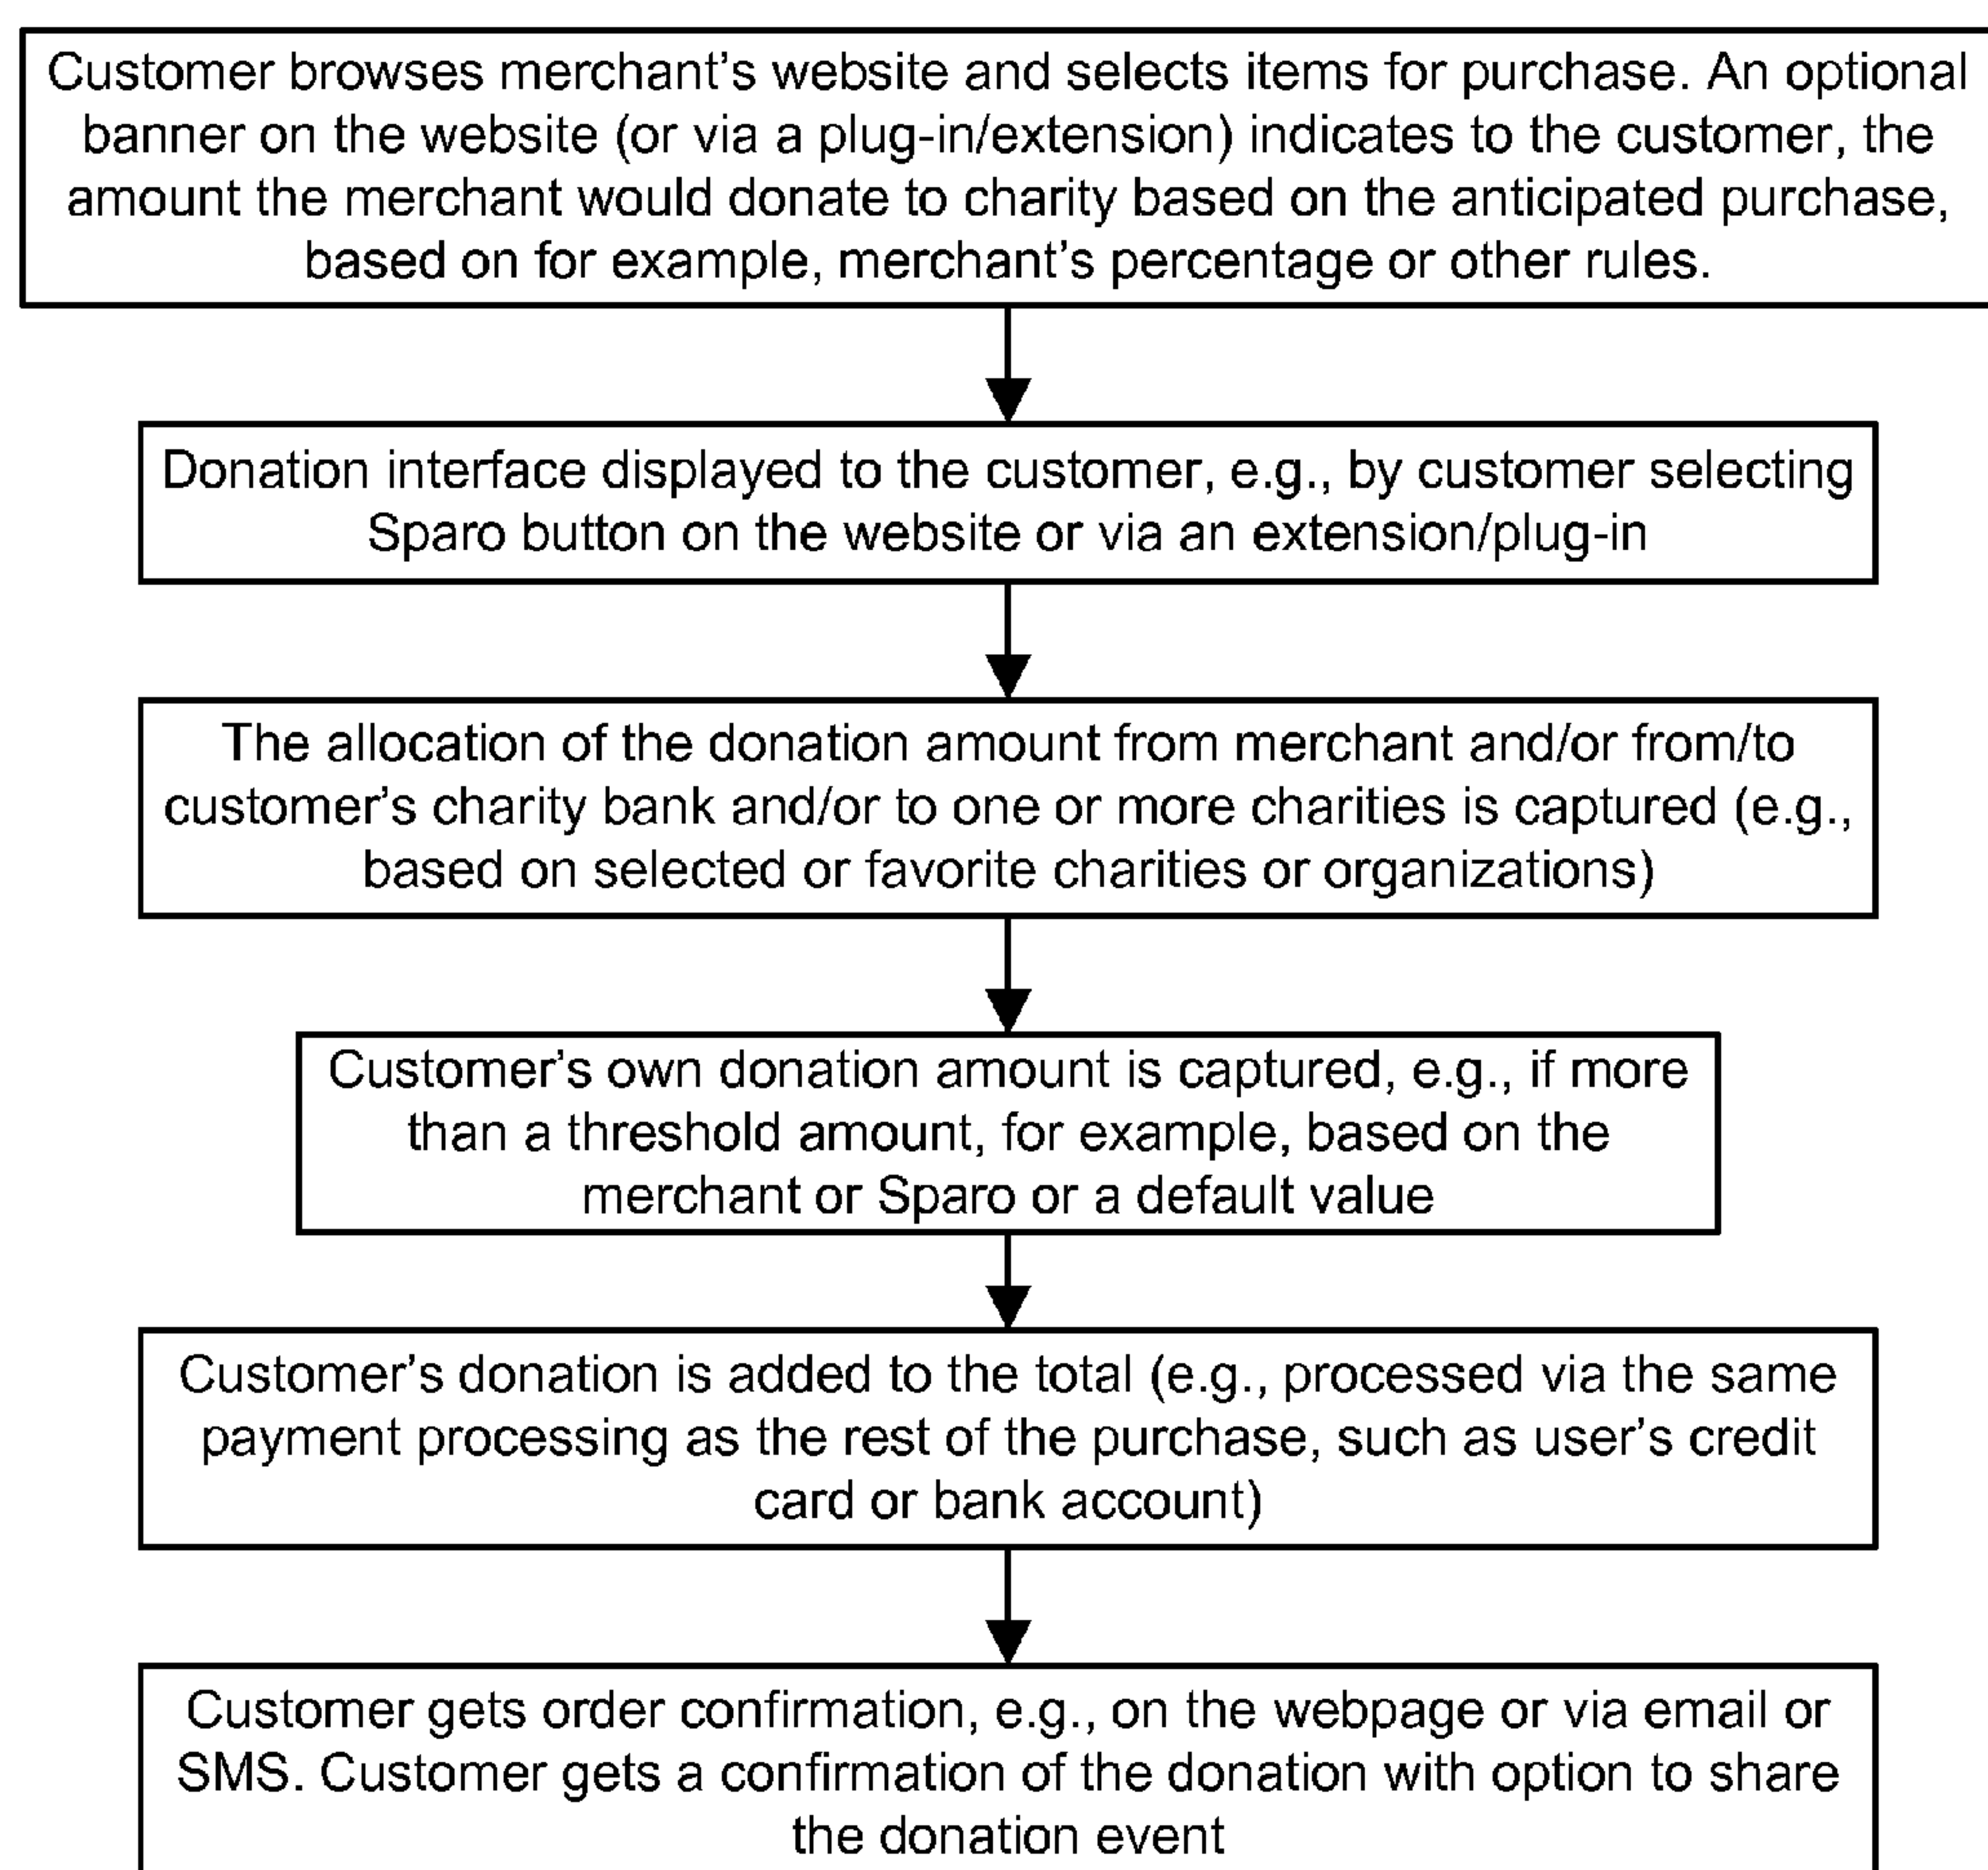 Customer browses merchant’s website and selects items for purchase. An optional
banner on the website (or via a plug-in/extension) indicates to the customer, the
amount the merchant would donate to charity based on the anticipated purchase,
based on for example, merchant’s percentage or other rules.
Donation interface displayed to the customer, e.g., by customer selecting
Sparo button on the website or via an extension/plug-in
The allocation of the donation amount from merchant and/or from/to
customer’s charity bank and/or to one or more charities is captured (e.g.,
based on selected or favorite charities or organizations)
Customer’s own donation amount is captured, e.g., if more
than a threshold amount, for example, based on the
merchant or Sparo or a default value
Customer’s donation is added to the total (e.g., processed via the same
payment processing as the rest of the purchase, such as user’s credit
card or bank account)
Customer gets order confirmation, e.g., on the webpage or via email or
SMS. Customer gets a confirmation of the donation with option to share
the donation event